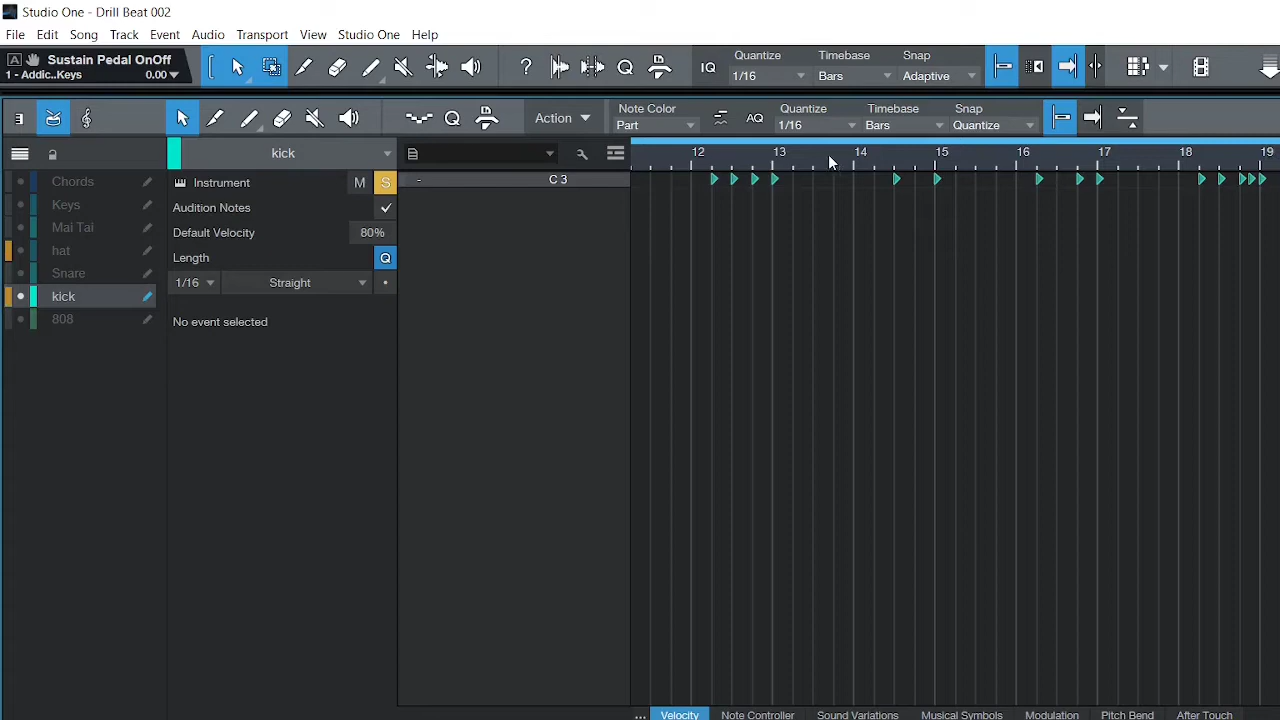 Studio One - Drill Beat 002
File Edit Song Track Event Audio Transport View Studio One Help
A Sustain Pedal OnOff
1 - Addic..Keys 0.00
? IQ Quantize Timebase Snap
1/16 Bars Adaptive
Action Note Color AQ Quantize Timebase Snap
Part 1/16 Bars Quantize
kick
12 13 14 15 16 17 18 19
Chords
Keys
Mai Tai
hat
Snare
kick
808
Instrument M S
Audition Notes
Default Velocity 80%
Length Q
1/16 Straight
No event selected
- C 3
... Velocity Note Controller Sound Variations Musical Symbols Modulation Pitch Bend After Touch